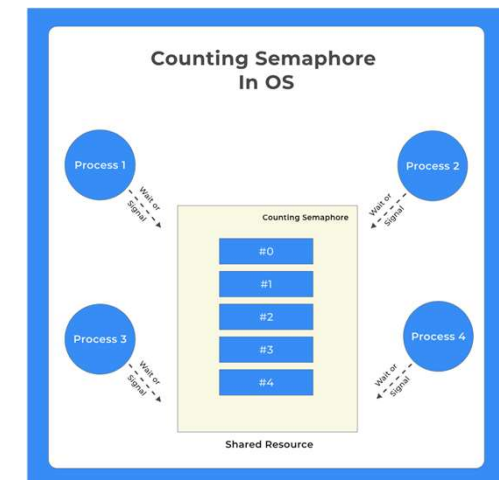 Counting Semaphore
In OS
Process 1
Process 2
Wait or
Signal
Wait or
Signal
Counting Semaphore
#0
#1
#2
#3
#4
Process 3
Process 4
Wait or
Signal
Wait or
Signal
Shared Resource